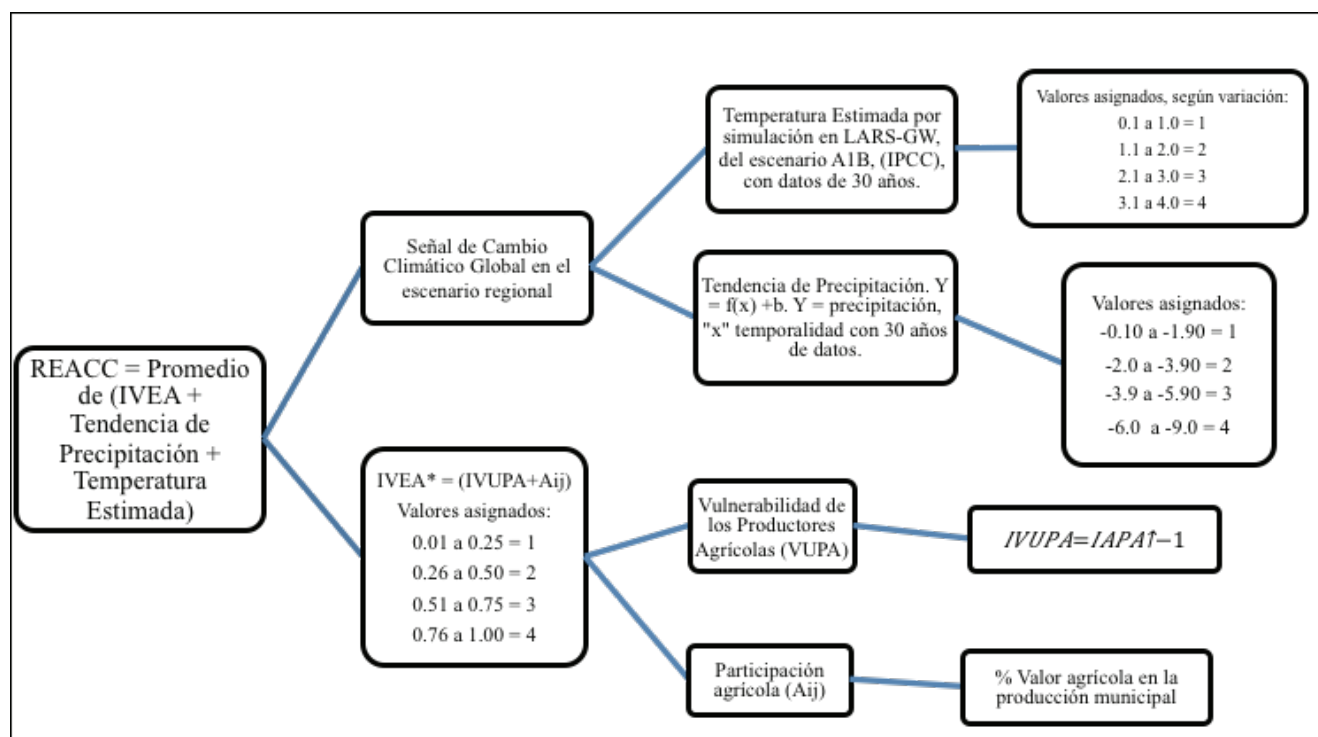 REACC = Promedio
de (IVEA +
Tendencia de
Precipitación +
Temperatura
Estimada)
Señal de Cambio
Climático Global en el
escenario regional
Temperatura Estimada por
simulación en LARS-GW,
del escenario A1B, (IPCC),
con datos de 30 años.
Valores asignados, según variación:
0.1 a 1.0 = 1
1.1 a 2.0 = 2
2.1 a 3.0 = 3
3.1 a 4.0 = 4
Tendencia de Precipitación. Y
= f(x) +b. Y = precipitación,
"x" temporalidad con 30 años
de datos.
Valores asignados:
-0.10 a -1.90 = 1
-2.0 a -3.90 = 2
-3.9 a -5.90 = 3
-6.0 a -9.0 = 4
IVEA* = (IVUPA+Aij)
Valores asignados:
0.01 a 0.25 = 1
0.26 a 0.50 = 2
0.51 a 0.75 = 3
0.76 a 1.00 = 4
Vulnerabilidad de
los Productores
Agrícolas (VUPA)
IVUPA=IAPA↑−1
Participación
agrícola (Aij)
% Valor agrícola en la
producción municipal